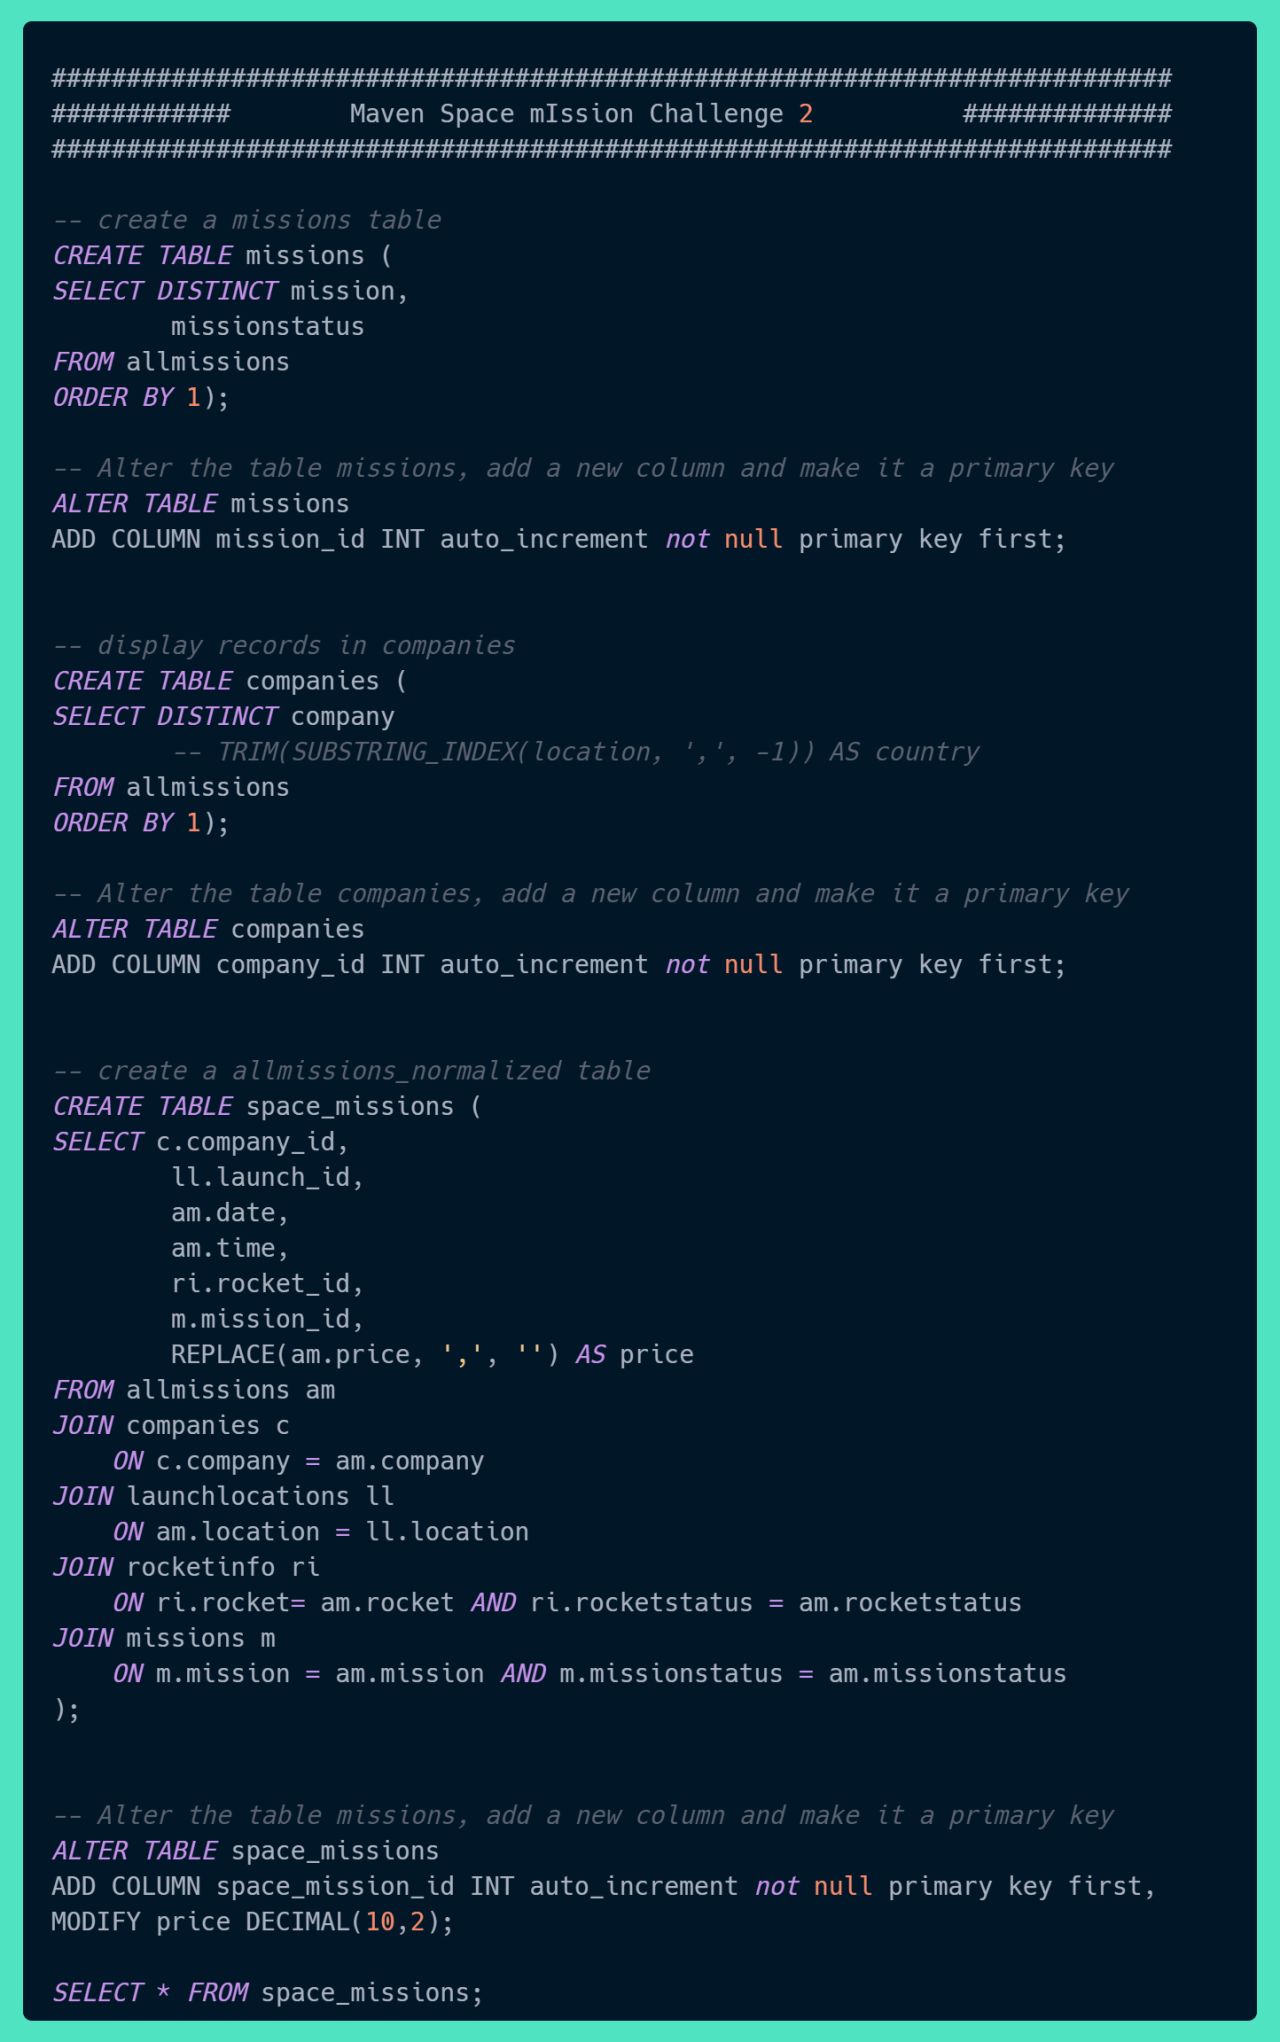 ###########################################################################
############        Maven Space mIssion Challenge 2          ##############
###########################################################################

-- create a missions table
CREATE TABLE missions (
SELECT DISTINCT mission,
        missionstatus
FROM allmissions
ORDER BY 1);

-- Alter the table missions, add a new column and make it a primary key
ALTER TABLE missions
ADD COLUMN mission_id INT auto_increment not null primary key first;


-- display records in companies
CREATE TABLE companies (
SELECT DISTINCT company
        -- TRIM(SUBSTRING_INDEX(location, ',', -1)) AS country
FROM allmissions
ORDER BY 1);

-- Alter the table companies, add a new column and make it a primary key
ALTER TABLE companies
ADD COLUMN company_id INT auto_increment not null primary key first;


-- create a allmissions_normalized table
CREATE TABLE space_missions (
SELECT c.company_id,
        ll.launch_id,
        am.date,
        am.time,
        ri.rocket_id,
        m.mission_id,
        REPLACE(am.price, ',', '') AS price
FROM allmissions am
JOIN companies c
    ON c.company = am.company
JOIN launchlocations ll
    ON am.location = ll.location
JOIN rocketinfo ri
    ON ri.rocket= am.rocket AND ri.rocketstatus = am.rocketstatus
JOIN missions m
    ON m.mission = am.mission AND m.missionstatus = am.missionstatus
);


-- Alter the table missions, add a new column and make it a primary key
ALTER TABLE space_missions
ADD COLUMN space_mission_id INT auto_increment not null primary key first,
MODIFY price DECIMAL(10,2);

SELECT * FROM space_missions;